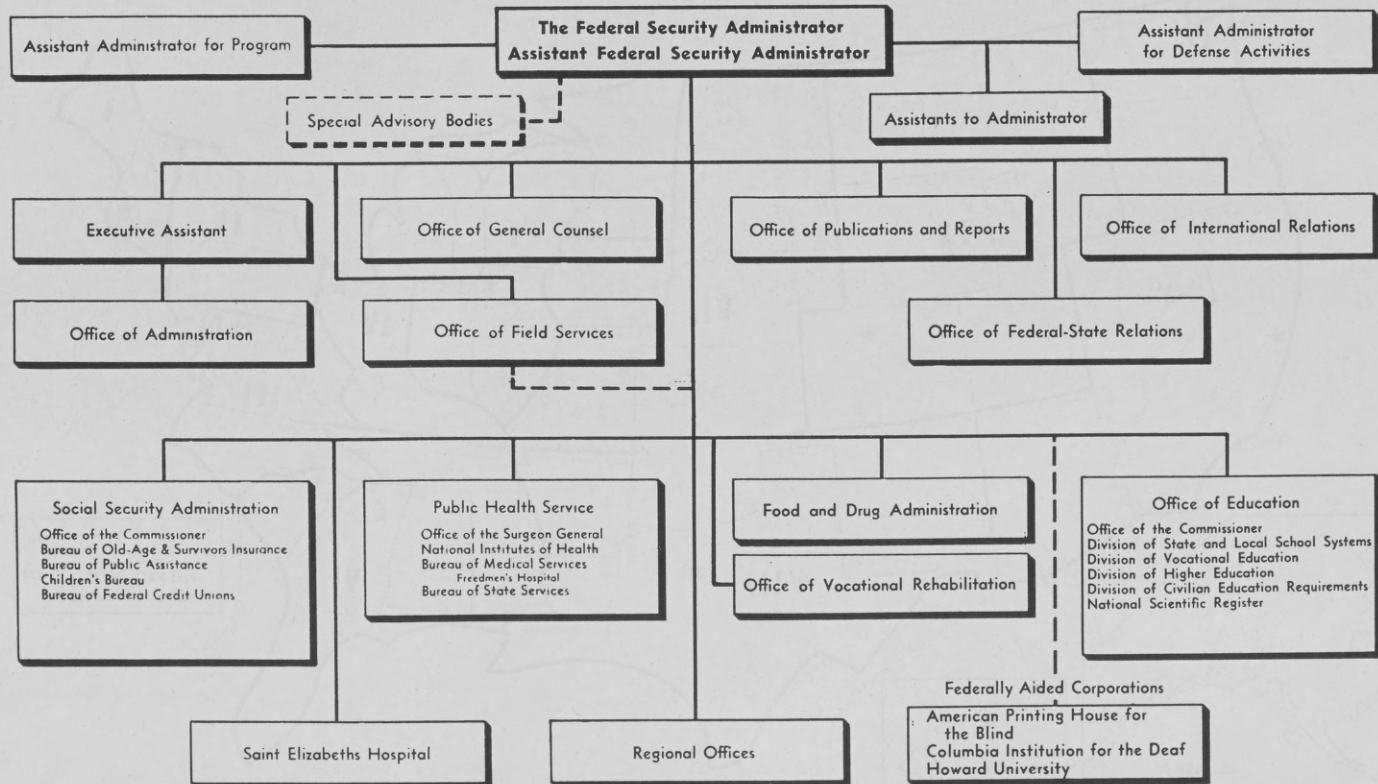 Assistant Administrator for Program
The Federal Security Administrator
Assistant Federal Security Administrator
Assistant Administrator
for Defense Activities
Special Advisory Bodies
Assistants to Administrator
Executive Assistant
Office of General Counsel
Office of Publications and Reports
Office of International Relations
Office of Administration
Office of Field Services
Office of Federal-State Relations
Social Security Administration
Office of the Commissioner
Bureau of Old-Age & Survivors Insurance
Bureau of Public Assistance
Children's Bureau
Bureau of Federal Credit Unions
Public Health Service
Office of the Surgeon General
National Institutes of Health
Bureau of Medical Services
Freedmen's Hospital
Bureau of State Services
Food and Drug Administration
Office of Vocational Rehabilitation
Office of Education
Office of the Commissioner
Division of State and Local School Systems
Division of Vocational Education
Division of Higher Education
Division of Civilian Education Requirements
National Scientific Register
Saint Elizabeths Hospital
Regional Offices
Federally Aided Corporations
American Printing House for
the Blind
Columbia Institution for the Deaf
Howard University